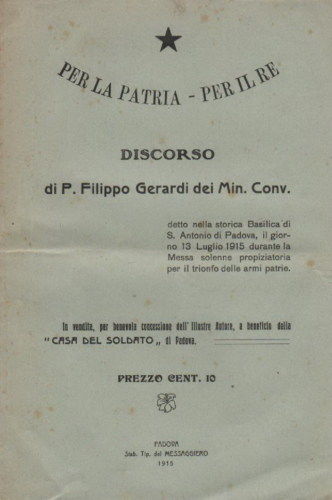 PER LA PATRIA - PER IL RE
DISCORSO
di P. Filippo Gerardi dei Min. Conv.
detto nella storica Basilica di
S. Antonio di Padova, il gior-
no 13 Luglio 1915 durante la
Messa solenne propiziatoria
per il trionfo delle armi patrie.
In vendita, per benevola concessione dell' Illustre Autore, a beneficio della
"CASA DEL SOLDATO„ di Padova.
PREZZO CENT. 10
PADOVA
Stab. Tip. del MESSAGGIERO
1915